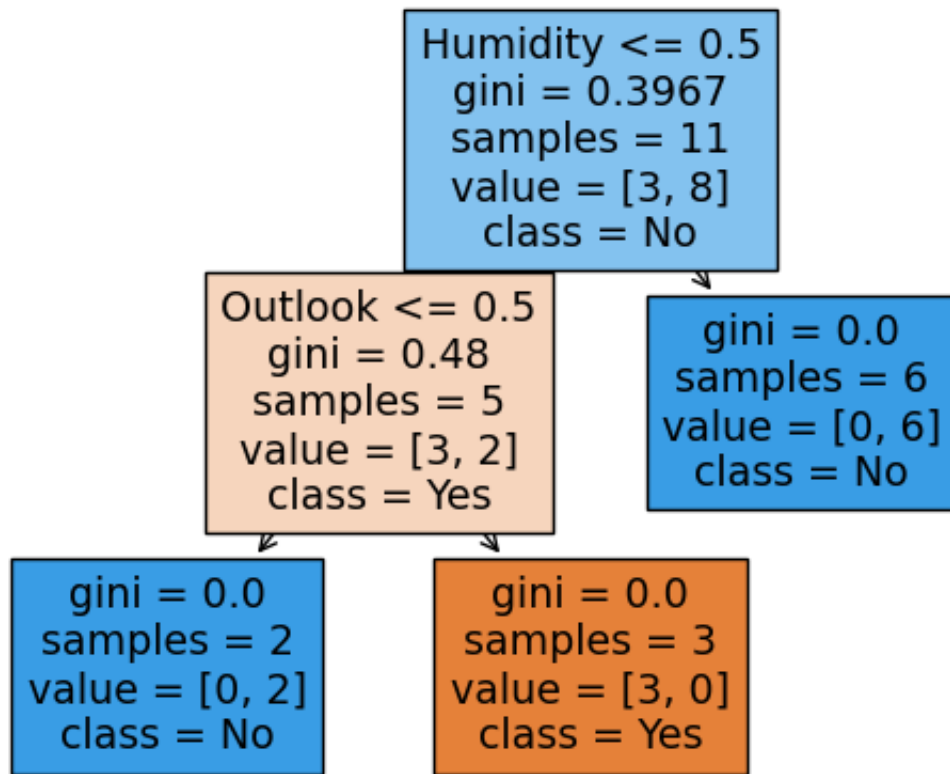 Humidity <= 0.5
gini = 0.3967
samples = 11
value = [3, 8]
class = No
Outlook <= 0.5
gini = 0.48
samples = 5
value = [3, 2]
class = Yes
gini = 0.0
samples = 6
value = [0, 6]
class = No
gini = 0.0
samples = 2
value = [0, 2]
class = No
gini = 0.0
samples = 3
value = [3, 0]
class = Yes